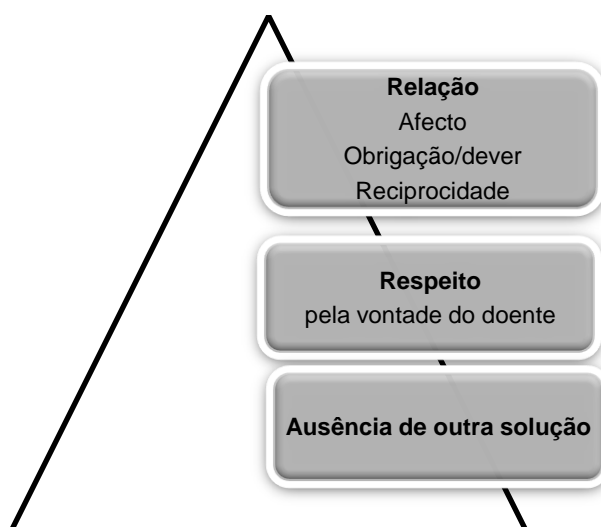 Relação
Afecto
Obrigação/dever
Reciprocidade
Respeito
pela vontade do doente
Ausência de outra solução